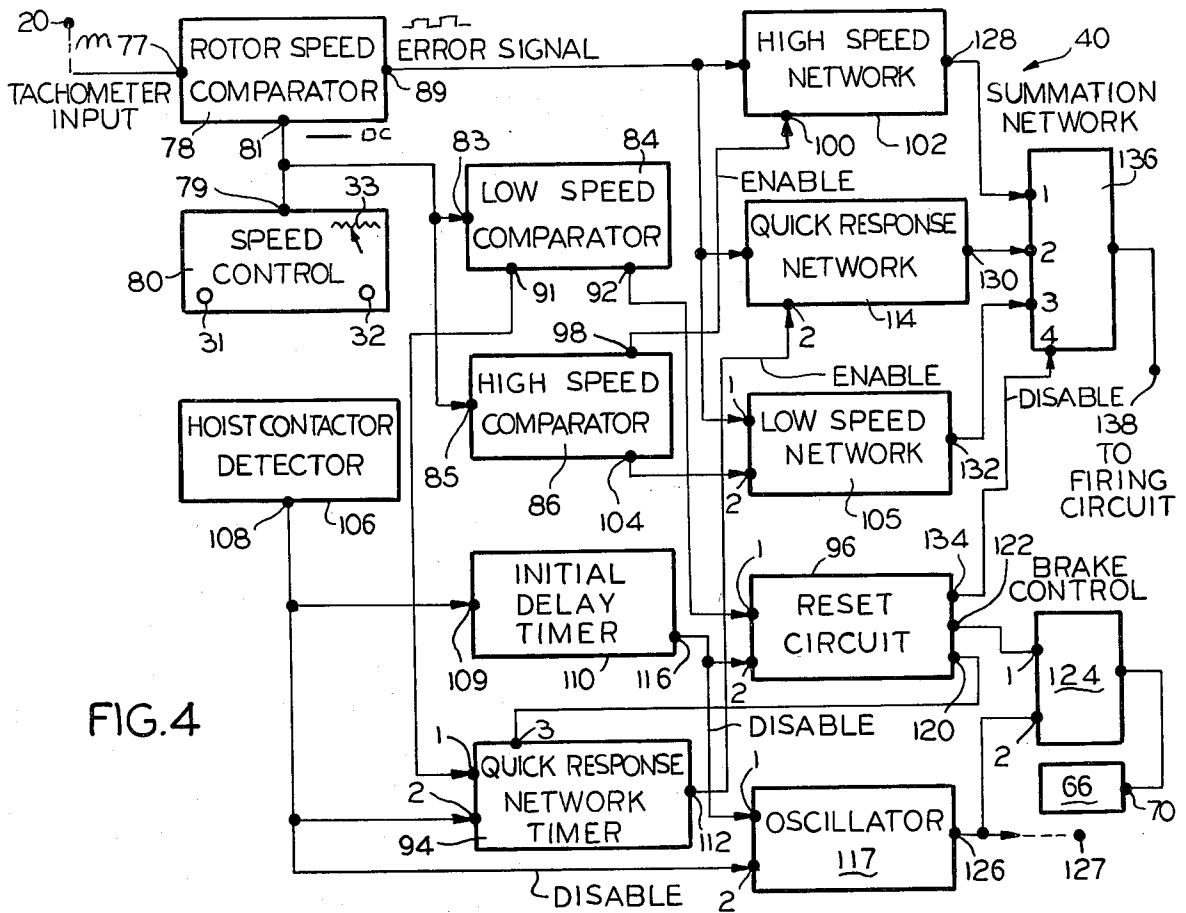 20
77
TACHOMETER
INPUT
ROTOR SPEED
COMPARATOR
78
81
89
ERROR SIGNAL
DC
HIGH SPEED
NETWORK
128
100
102
ENABLE
40
SUMMATION
NETWORK
136
79
33
SPEED
CONTROL
80
31
32
83
84
LOW SPEED
COMPARATOR
91
92
QUICK RESPONSE
NETWORK
130
2
114
ENABLE
1
2
3
4
DISABLE
138
TO
FIRING
CIRCUIT
98
HIGH SPEED
COMPARATOR
85
86
104
1
LOW SPEED
NETWORK
2
132
105
HOIST CONTACTOR
DETECTOR
108
106
INITIAL
DELAY
TIMER
109
110
116
96
1
RESET
CIRCUIT
2
134
122
120
BRAKE
CONTROL
1
124
2
66
70
DISABLE
FIG.4
3
1
QUICK RESPONSE
NETWORK
TIMER
2
94
112
1
OSCILLATOR
117
2
126
127
DISABLE